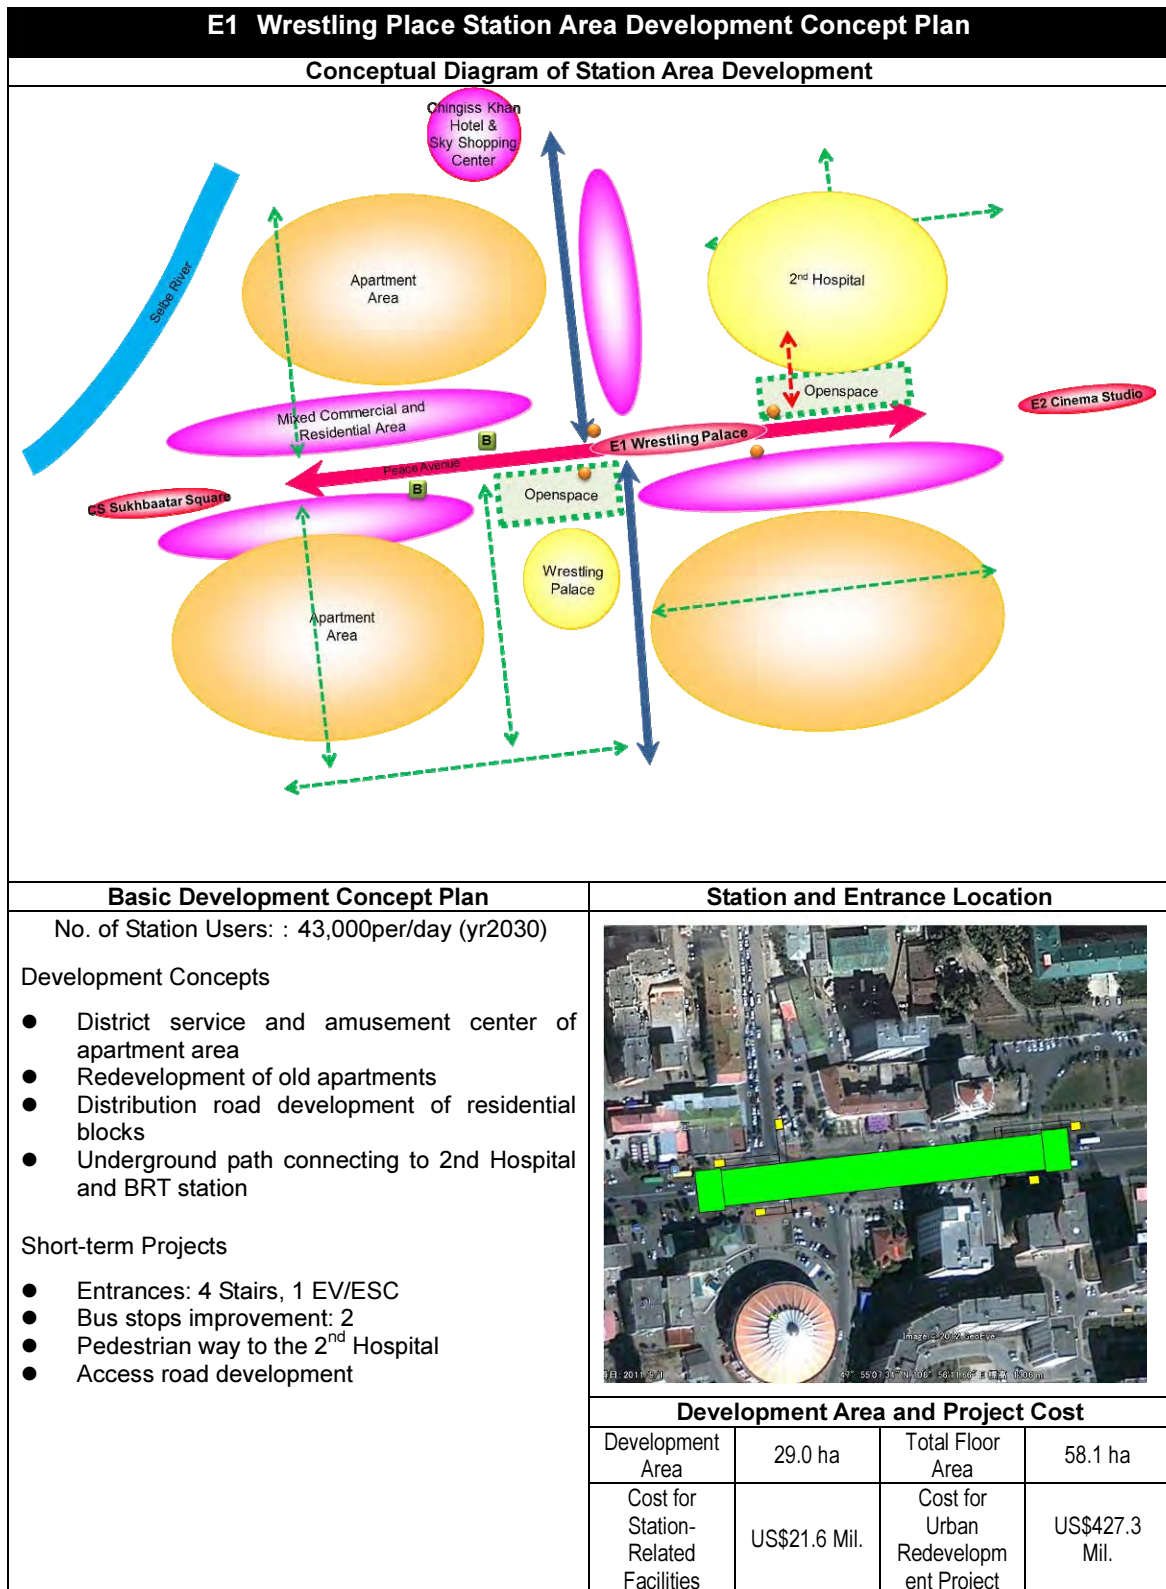 E1 Wrestling Place Station Area Development Concept Plan
Conceptual Diagram of Station Area Development
Chingiss Khan
Hotel &
Sky Shopping
Center
Selbe River
Apartment
Area
2nd Hospital
Mixed Commercial and
Residential Area
Openspace
E2 Cinema Studio
E1 Wrestling Palace
B
Peace Avenue
B
CS Sukhbaatar Square
Openspace
Wrestling
Palace
Apartment
Area
Basic Development Concept Plan
No. of Station Users: : 43,000per/day (yr2030)
Development Concepts
● District service and amusement center of
apartment area
● Redevelopment of old apartments
● Distribution road development of residential
blocks
● Underground path connecting to 2nd Hospital
and BRT station
Short-term Projects
● Entrances: 4 Stairs, 1 EV/ESC
● Bus stops improvement: 2
● Pedestrian way to the 2nd Hospital
● Access road development
Station and Entrance Location
Image © 2012 GeoEye
2011/9/1
Development Area and Project Cost
Development
Area
29.0 ha
Total Floor
Area
58.1 ha
Cost for
Station-
Related
Facilities
US$21.6 Mil.
Cost for
Urban
Redevelopm
ent Project
US$427.3
Mil.